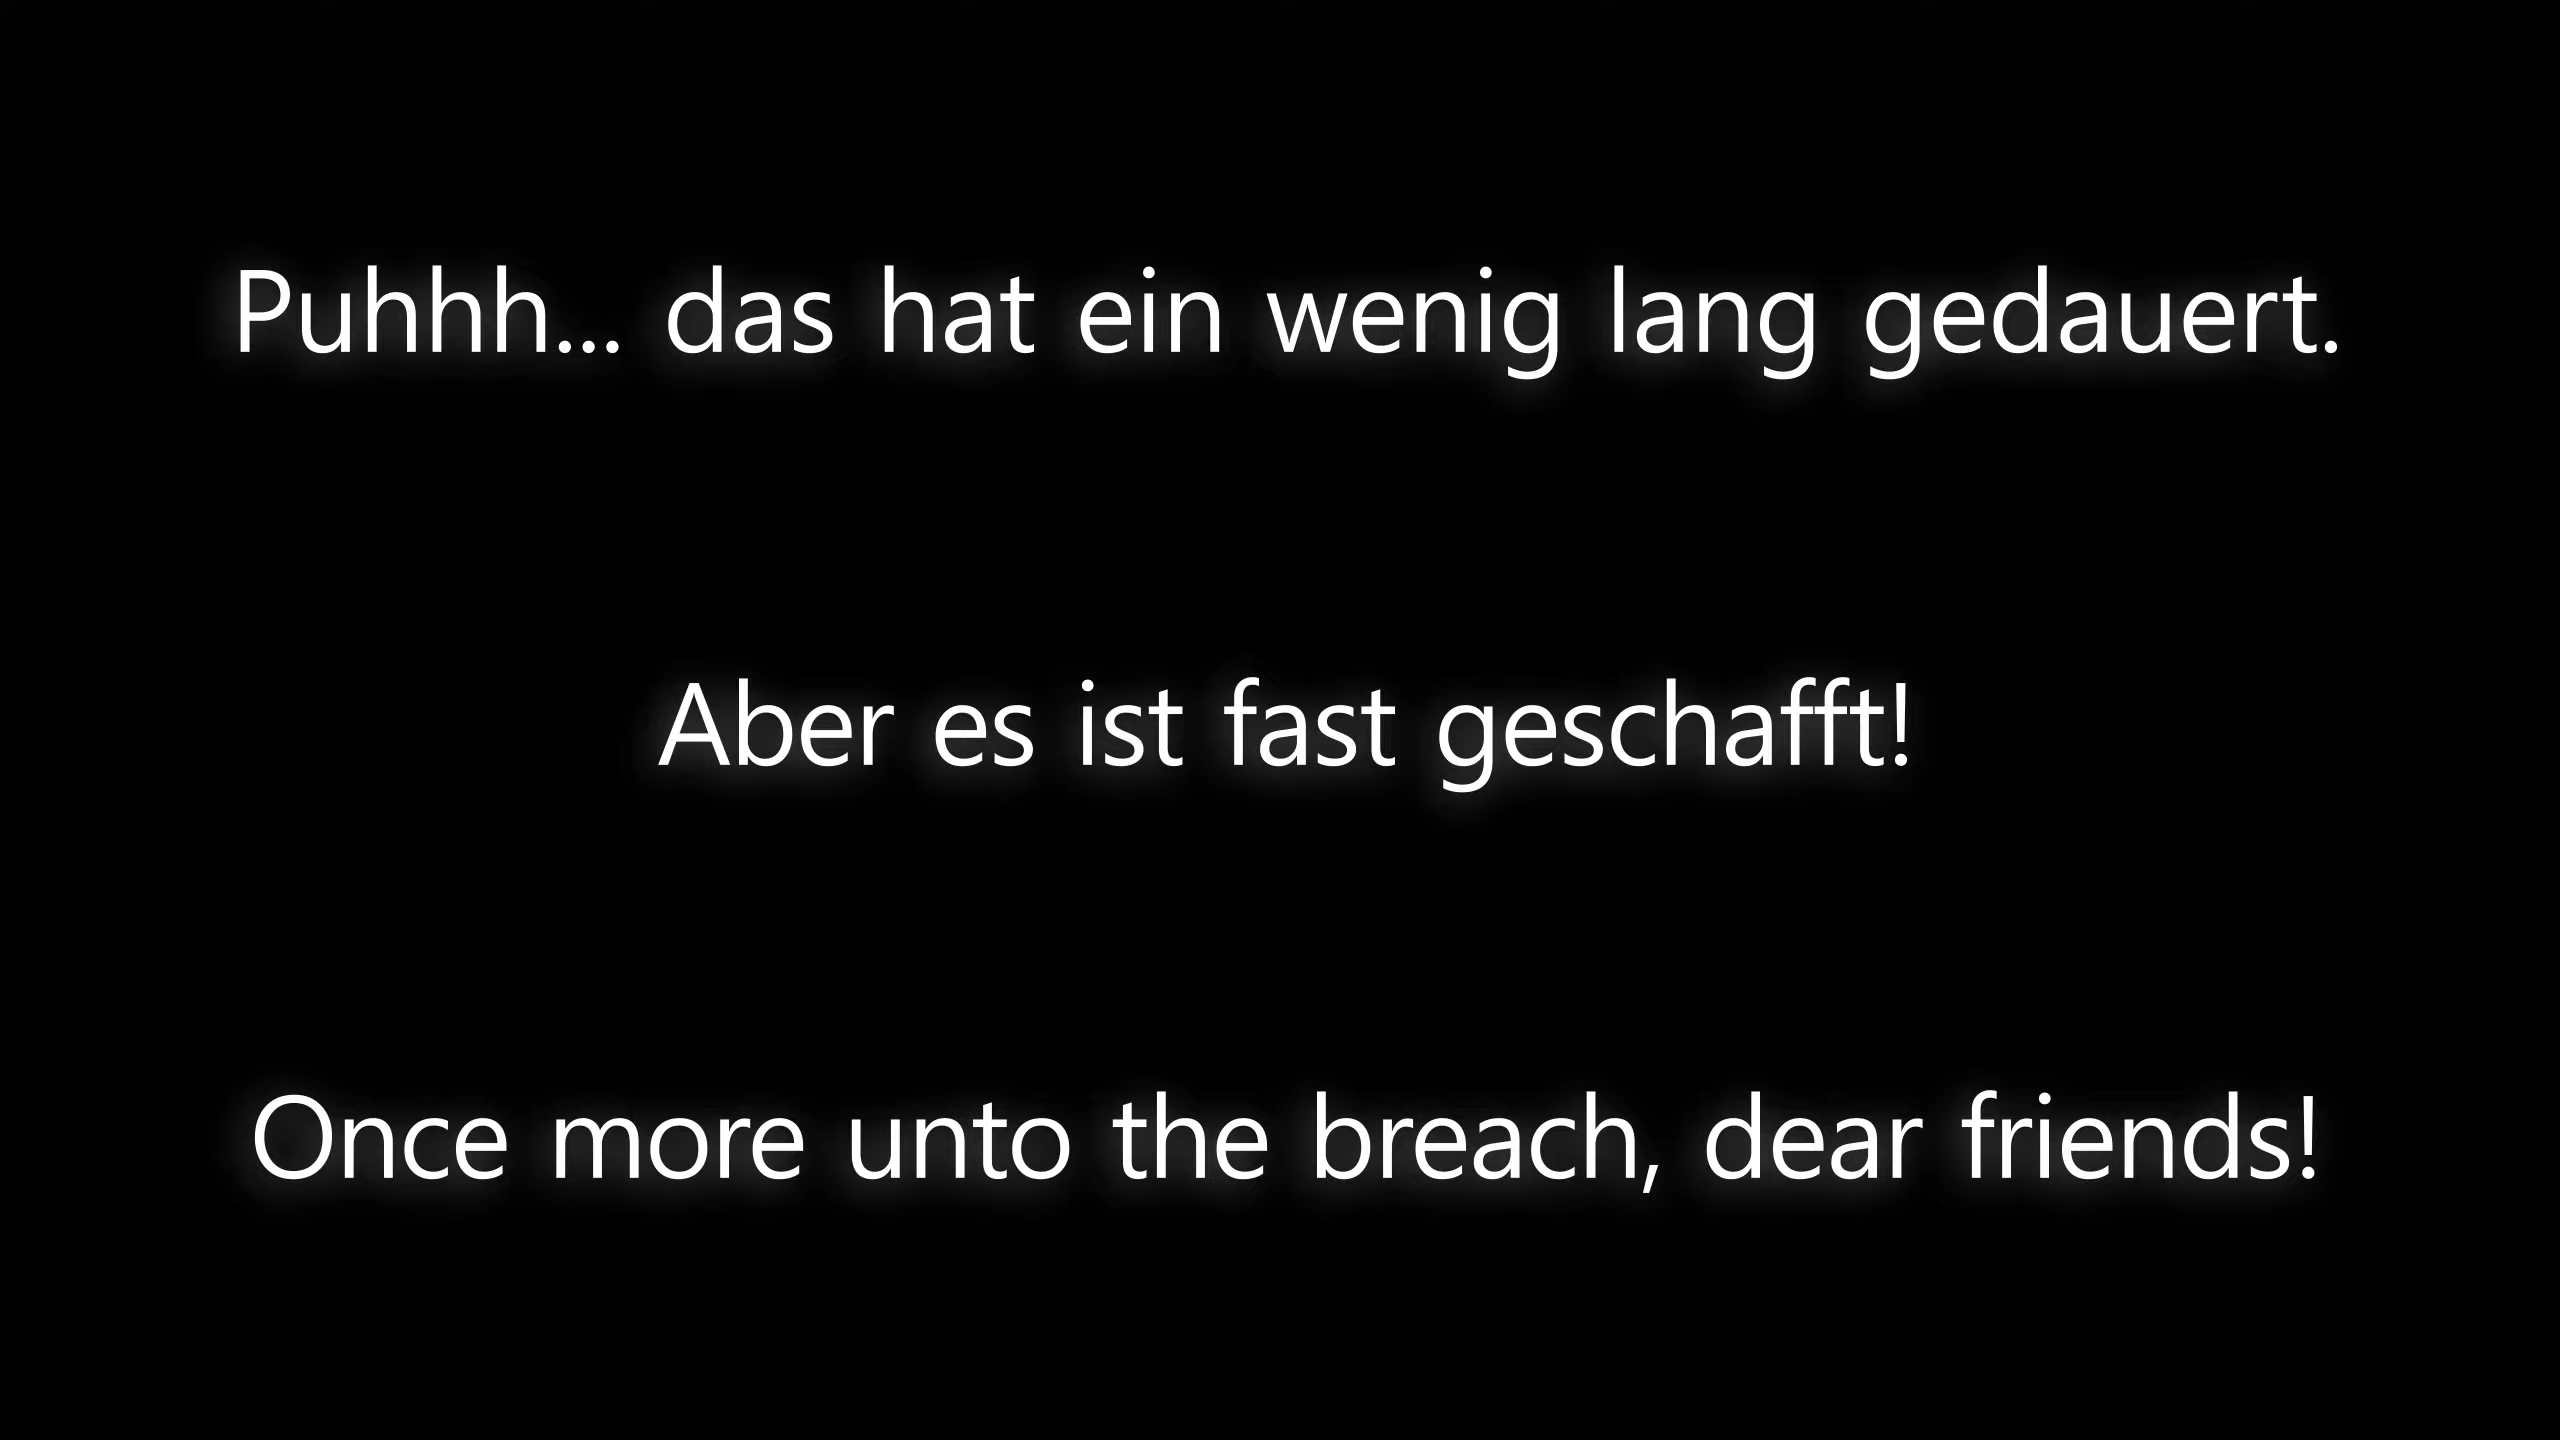 Puhhh... das hat ein wenig lang gedauert.
Aber es ist fast geschafft!
Once more unto the breach, dear friends!